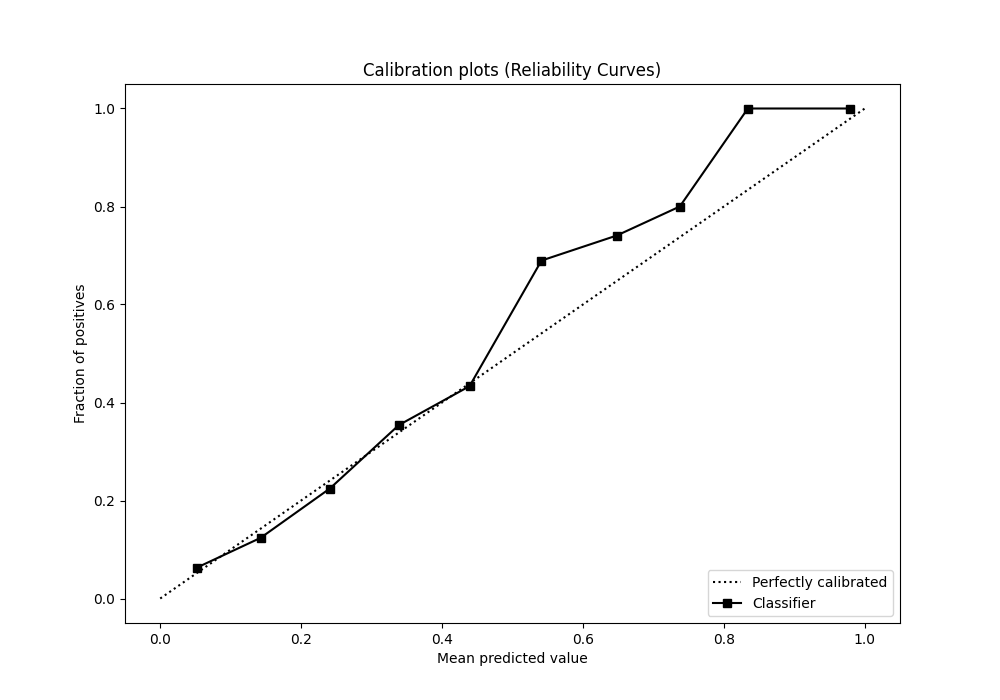 Calibration plots (Reliability Curves)
1.0
0.8
0.6
0.4
0.2
0.0
Fraction of positives
0.0 0.2 0.4 0.6 0.8 1.0
Mean predicted value
Perfectly calibrated
Classifier